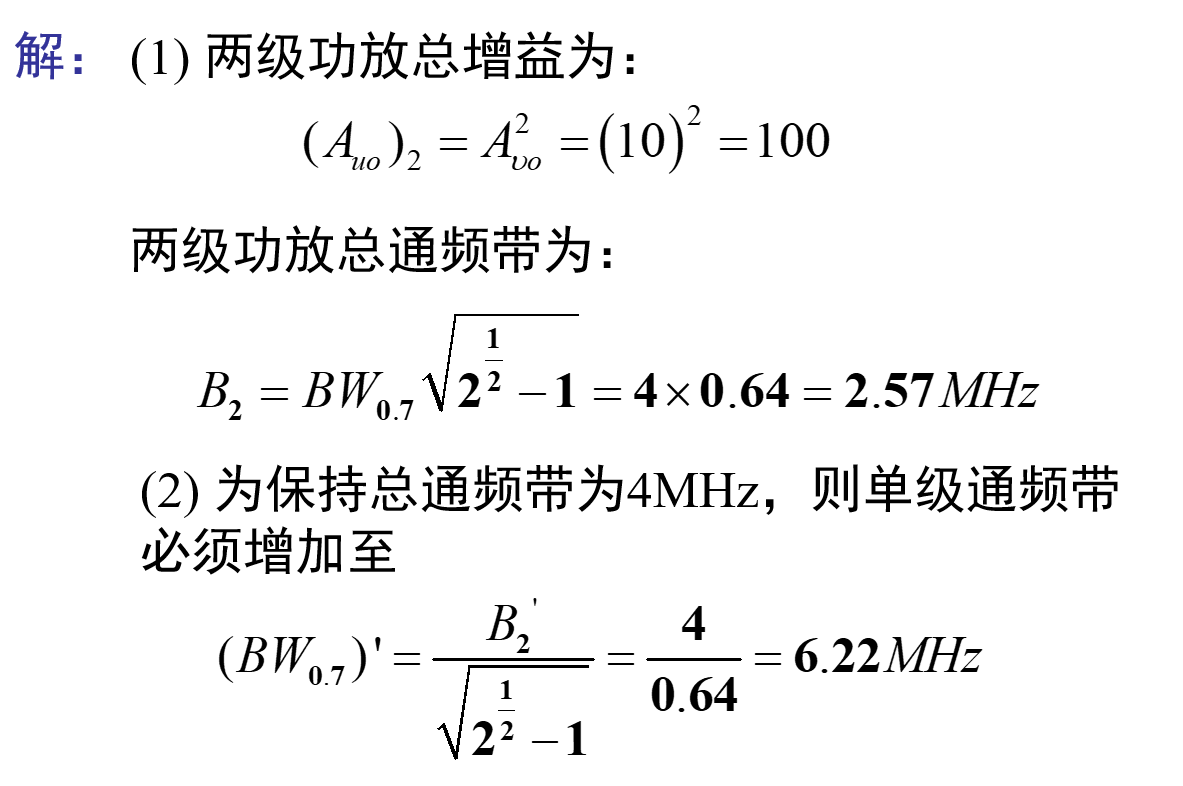 解：(1) 两级功放总增益为：
(A_{uo})_2 = A_{υo}^2 = (10)^2 = 100
两级功放总通频带为：
B_2 = BW_{0.7} \sqrt{2^{\frac{1}{2}} - 1} = 4 × 0.64 = 2.57 MHz
(2) 为保持总通频带为4MHz，则单级通频带
必须增加至
(BW_{0.7})' = \frac{B_2'}{\sqrt{2^{\frac{1}{2}} - 1}} = \frac{4}{0.64} = 6.22 MHz